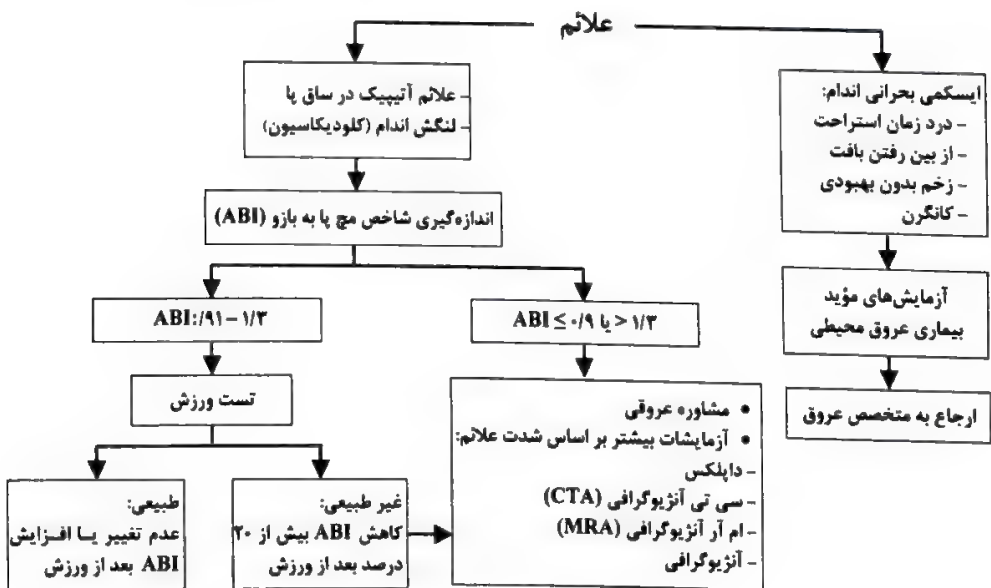 علائم
- علائم آتیپیک در ساق پا
- لنگش اندام (کلودیکاسیون)
ایسکمی بحرانی اندام:
- درد زمان استراحت
- از بین رفتن بافت
- زخم بدون بهبودی
- کانگرن
اندازه‌گیری شاخص مچ پا به بازو (ABI)
آزمایش‌های مؤید
بیماری عروق محیطی
ارجاع به متخصص عروق
ABI:/۹۱ – ۱/۳
ABI ≤ ۰/۹ یا > ۱/۳
تست ورزش
• مشاوره عروقی
• آزمایشات بیشتر بر اساس شدت علائم:
- داپلکس
- سی تی آنژیوگرافی (CTA)
- ام آر آنژیوگرافی (MRA)
- آنژیوگرافی
غیر طبیعی:
کاهش ABI بیش از ۲۰
درصد بعد از ورزش
طبیعی:
عدم تغییر یا افزایش
ABI بعد از ورزش